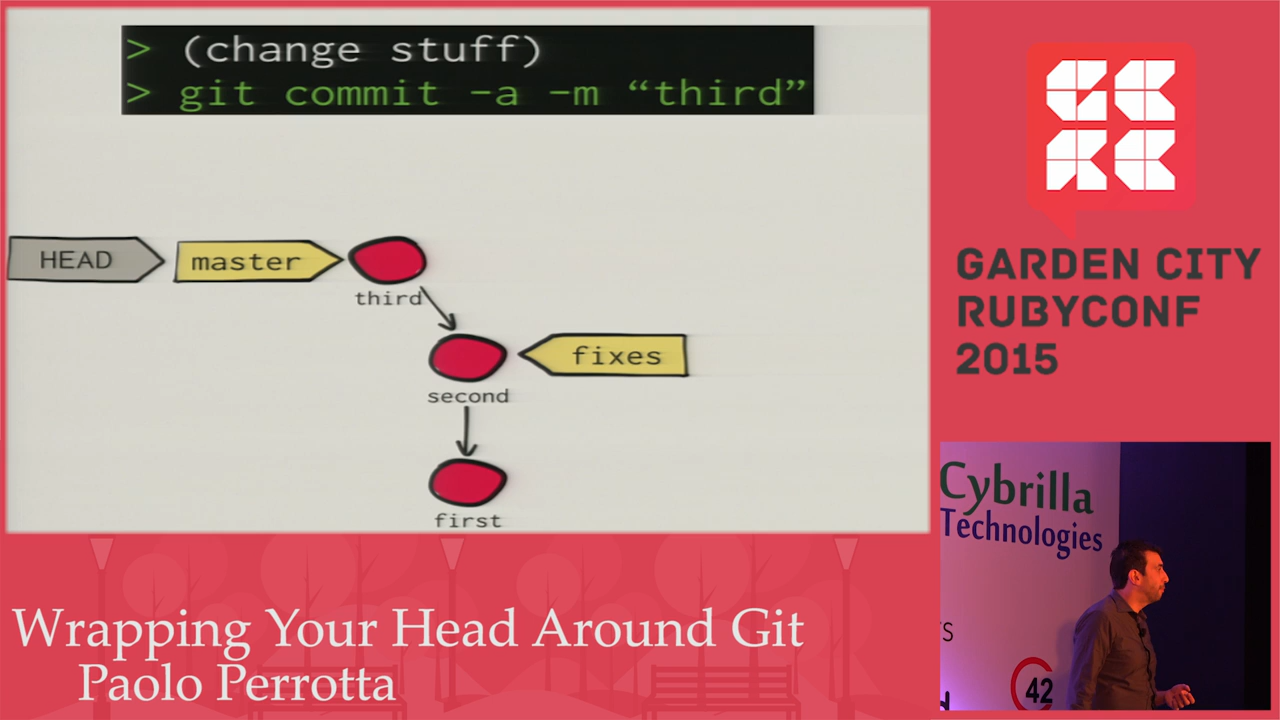 > (change stuff)
> git commit -a -m “third”
HEAD
master
third
fixes
second
first
GARDEN CITY
RUBYCONF
2015
Cybrilla
Technologies
42
Wrapping Your Head Around Git
Paolo Perrotta